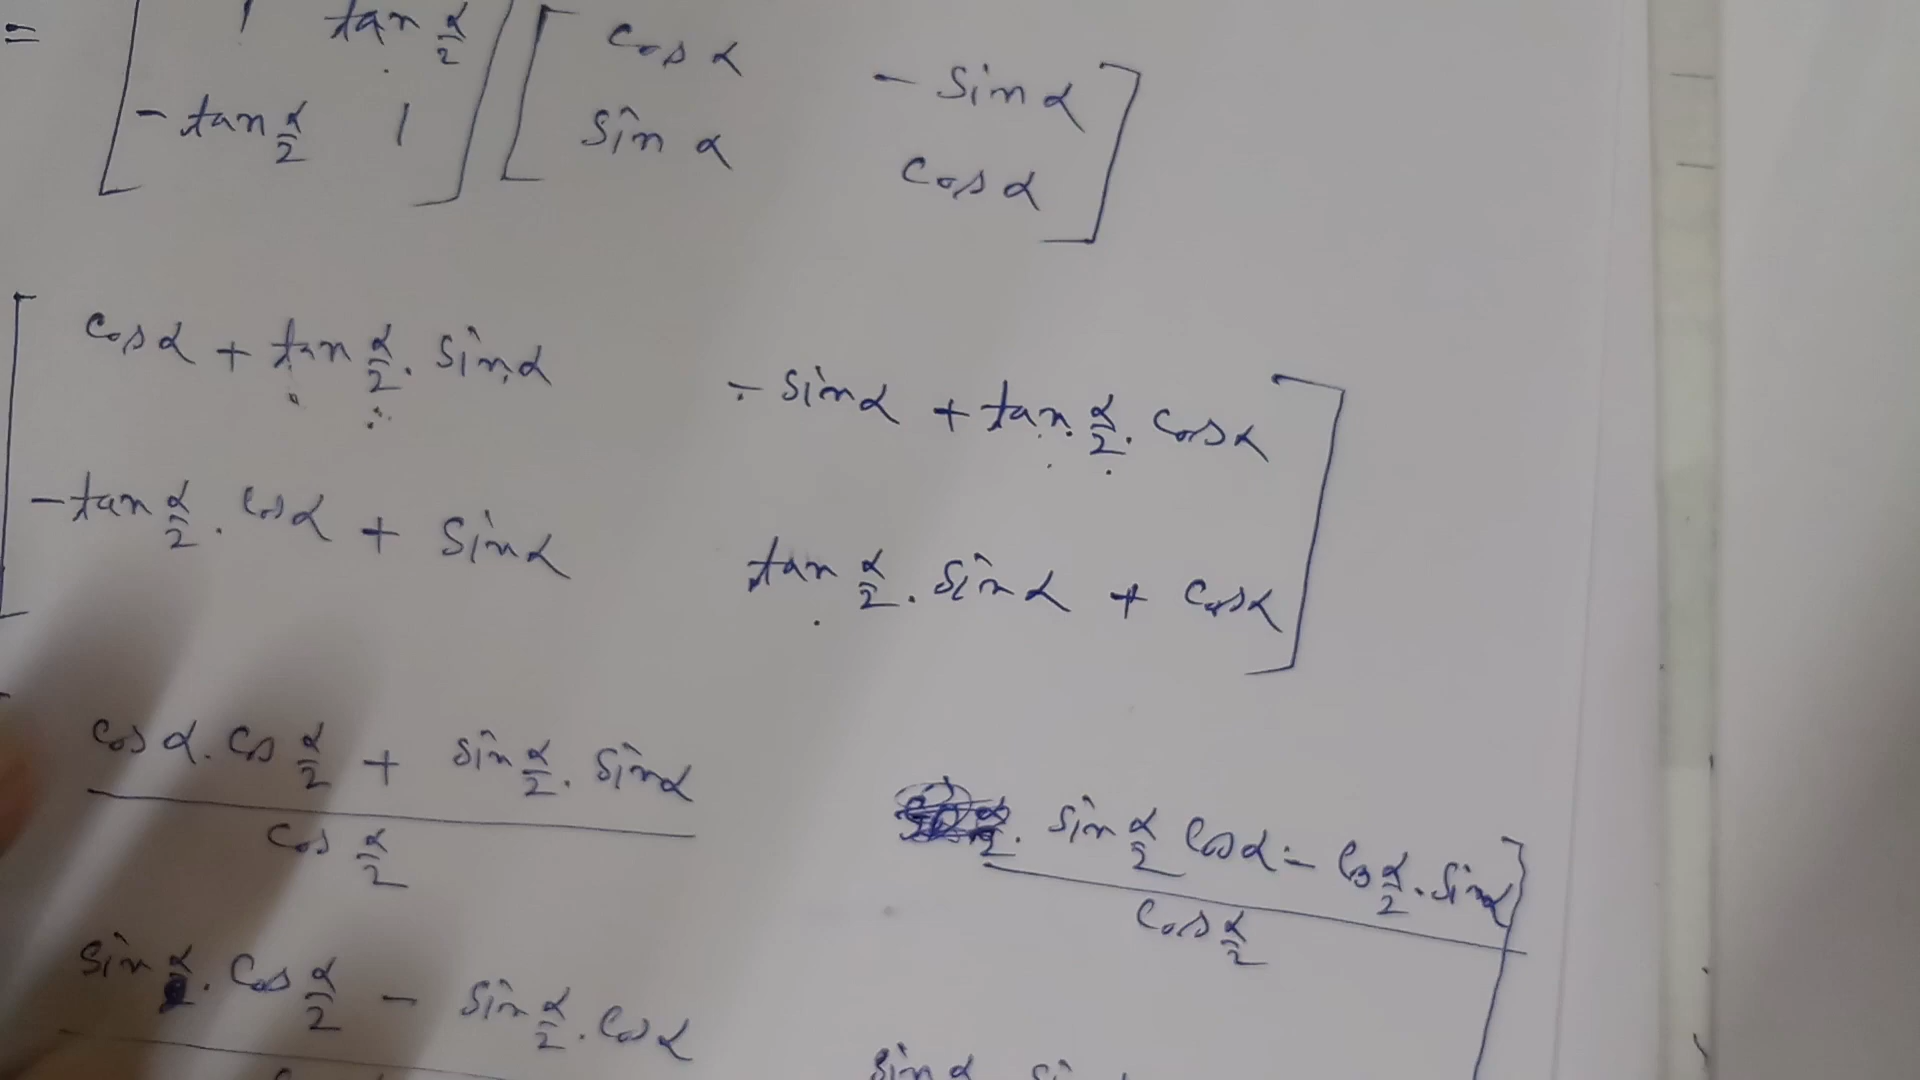 = [ 1 tan α/2 ] [ cos α - sin α ]
[ - tan α/2 1 ] [ sin α cos α ]
[ cos α + tan α/2 . sin α - sin α + tan α/2 . cos α ]
[ - tan α/2 . cos α + sin α tan α/2 . sin α + cos α ]
cos α . cos α/2 + sin α/2 . sin α sin α/2 cos α - cos α/2 . sin α ]
cos α/2 cos α/2
sin α . cos α/2 - sin α/2 . cos α